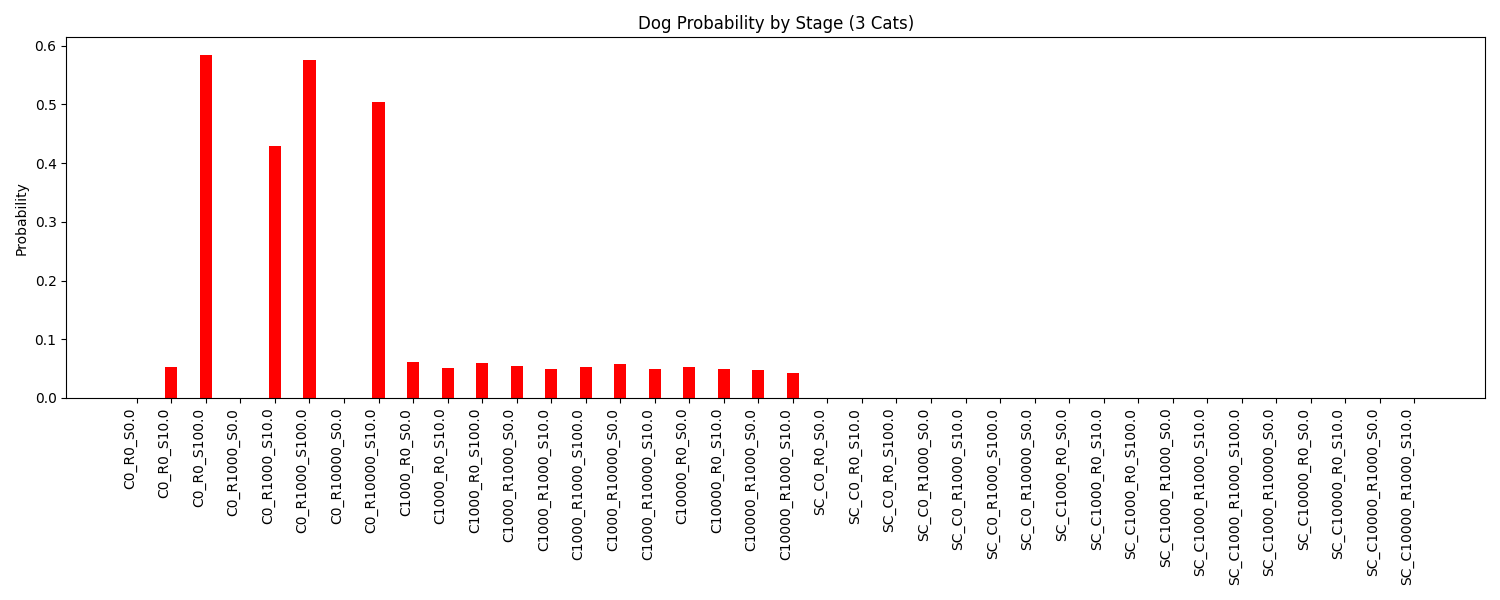 Dog Probability by Stage (3 Cats)
Probability
0.6
0.5
0.4
0.3
0.2
0.1
0.0
C0_R0_S0.0
C0_R0_S10.0
C0_R0_S100.0
C0_R1000_S0.0
C0_R1000_S10.0
C0_R1000_S100.0
C0_R10000_S0.0
C0_R10000_S10.0
C1000_R0_S0.0
C1000_R0_S10.0
C1000_R0_S100.0
C1000_R1000_S0.0
C1000_R1000_S10.0
C1000_R1000_S100.0
C1000_R10000_S0.0
C1000_R10000_S10.0
C10000_R0_S0.0
C10000_R0_S10.0
C10000_R1000_S0.0
C10000_R1000_S10.0
SC_C0_R0_S0.0
SC_C0_R0_S10.0
SC_C0_R0_S100.0
SC_C0_R1000_S0.0
SC_C0_R1000_S10.0
SC_C0_R1000_S100.0
SC_C0_R10000_S0.0
SC_C1000_R0_S0.0
SC_C1000_R0_S10.0
SC_C1000_R0_S100.0
SC_C1000_R1000_S0.0
SC_C1000_R1000_S10.0
SC_C1000_R1000_S100.0
SC_C1000_R10000_S0.0
SC_C10000_R0_S0.0
SC_C10000_R0_S10.0
SC_C10000_R1000_S0.0
SC_C10000_R1000_S10.0